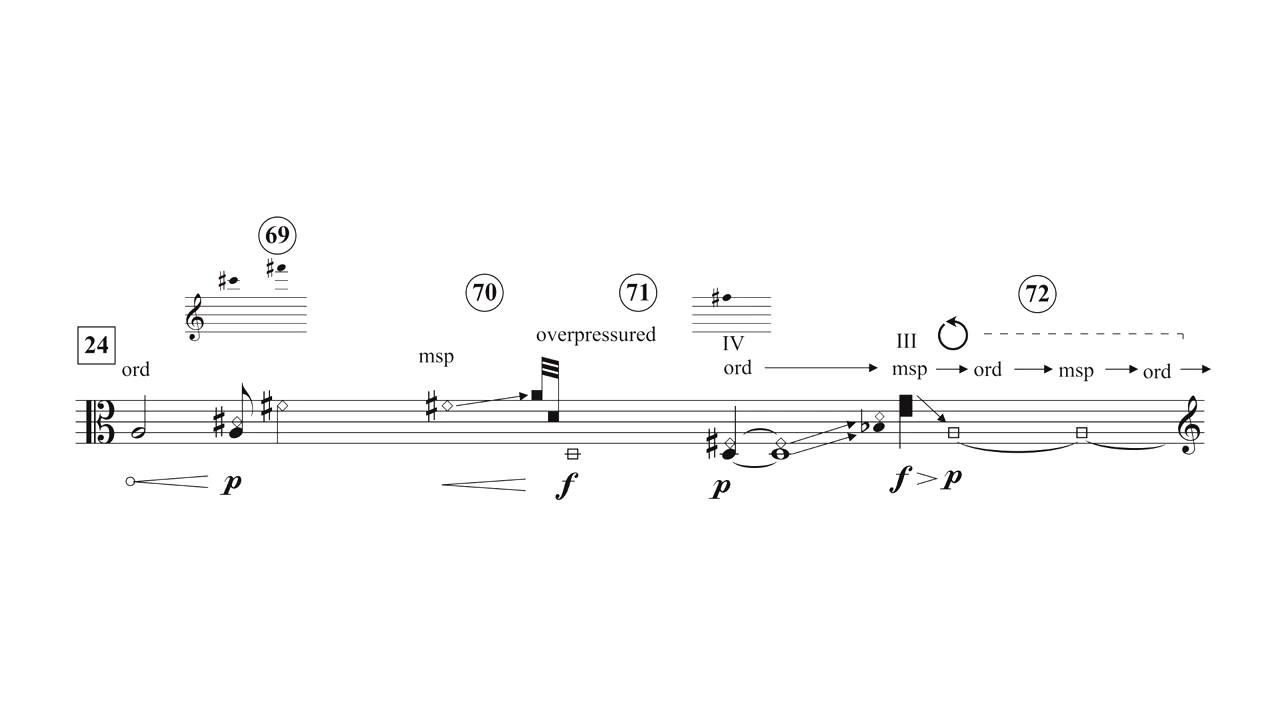 69
70
71
72
overpressured
24
IV
III
msp
ord
ord
msp
ord
msp
ord
p
f
p
f
p